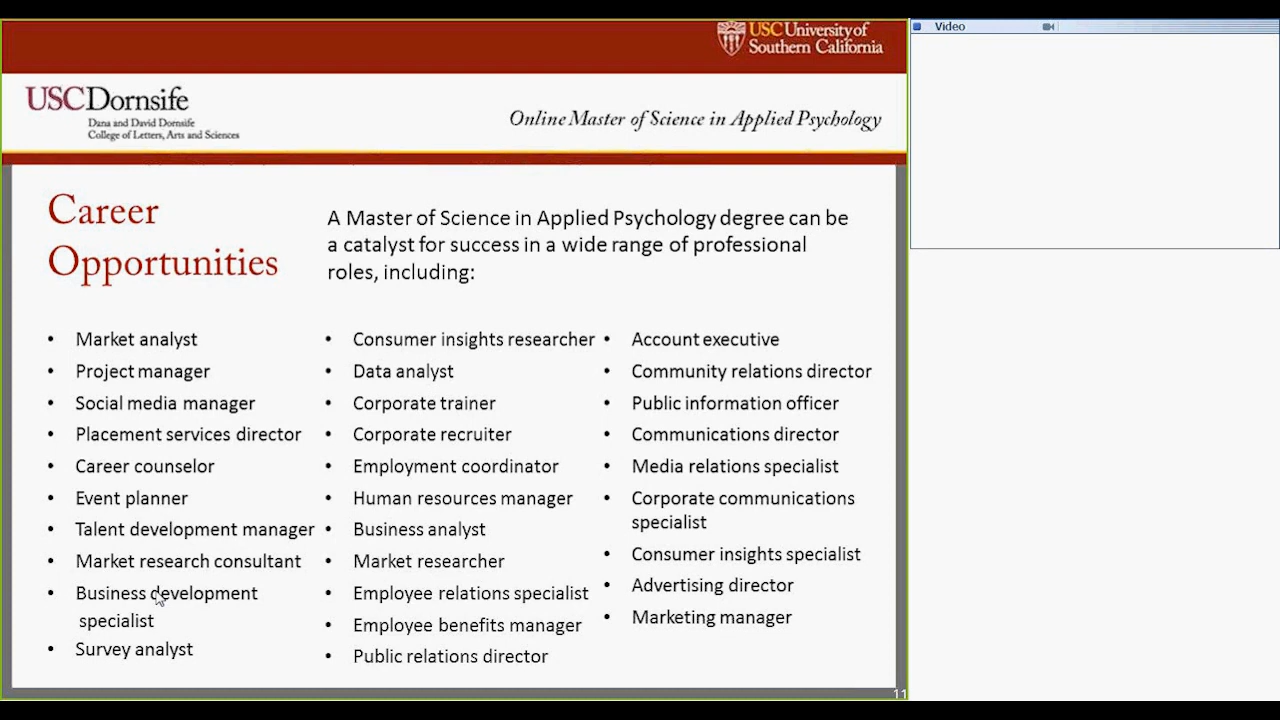 USC University of
Southern California
Video
USCDornsife
Dana and David Dornsife
College of Letters, Arts and Sciences
Online Master of Science in Applied Psychology
Career
Opportunities
A Master of Science in Applied Psychology degree can be
a catalyst for success in a wide range of professional
roles, including:
• Market analyst
• Project manager
• Social media manager
• Placement services director
• Career counselor
• Event planner
• Talent development manager
• Market research consultant
• Business development
specialist
• Survey analyst
• Consumer insights researcher
• Data analyst
• Corporate trainer
• Corporate recruiter
• Employment coordinator
• Human resources manager
• Business analyst
• Market researcher
• Employee relations specialist
• Employee benefits manager
• Public relations director
• Account executive
• Community relations director
• Public information officer
• Communications director
• Media relations specialist
• Corporate communications
specialist
• Consumer insights specialist
• Advertising director
• Marketing manager
11